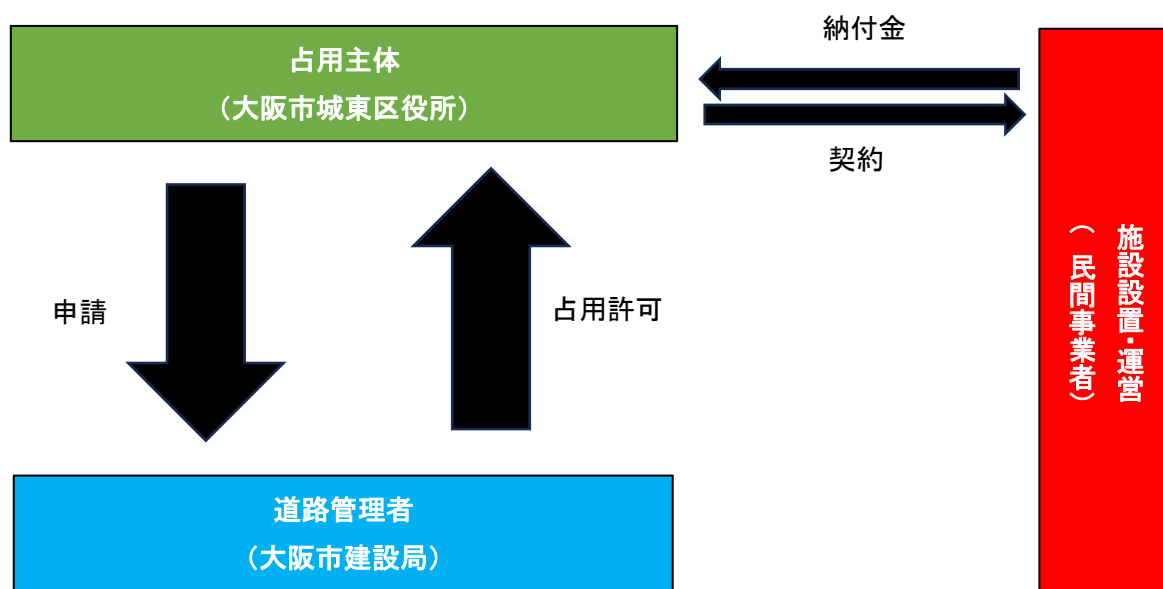 納付金
占用主体
（大阪市城東区役所）
契約
施設設置・運営
（民間事業者）
申請
占用許可
道路管理者
（大阪市建設局）